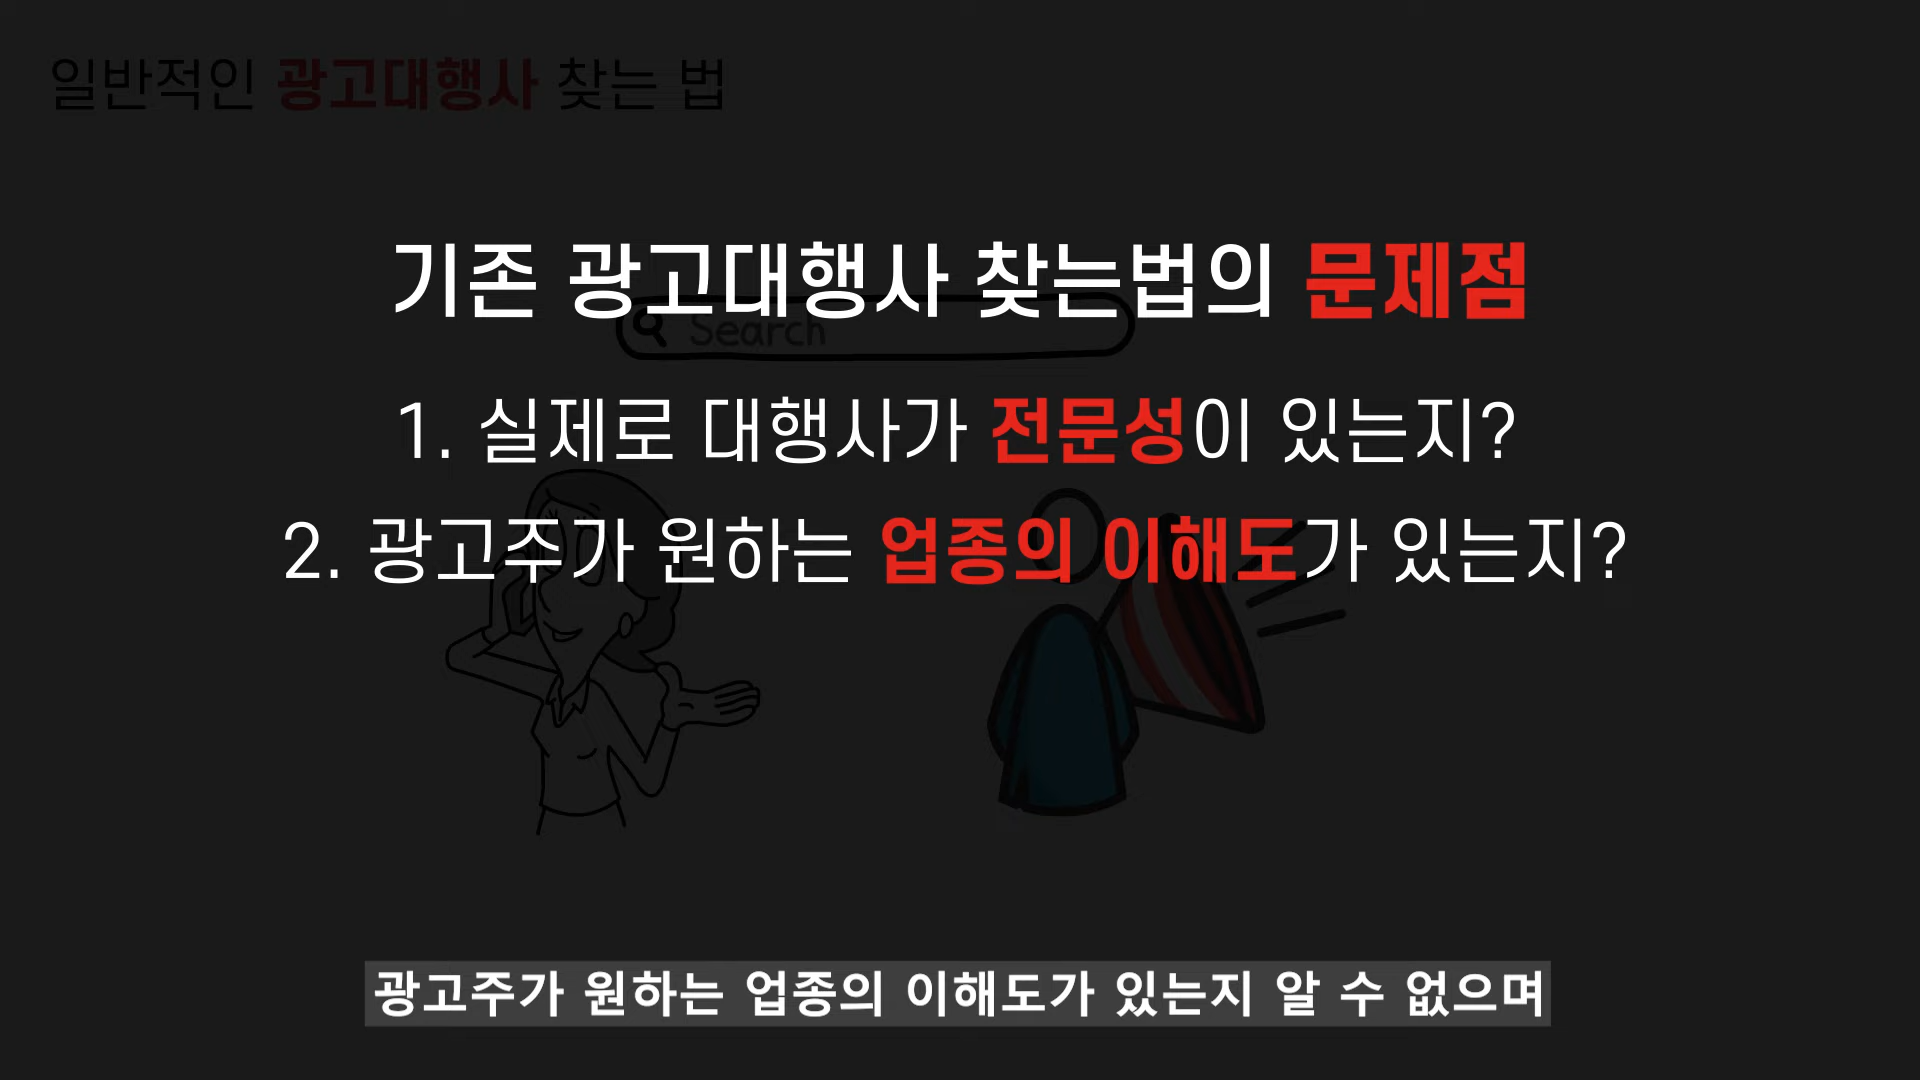 일반적인 광고대행사 찾는 법
기존 광고대행사 찾는법의 문제점
Search
1. 실제로 대행사가 전문성이 있는지?
2. 광고주가 원하는 업종의 이해도가 있는지?
광고주가 원하는 업종의 이해도가 있는지 알 수 없으며